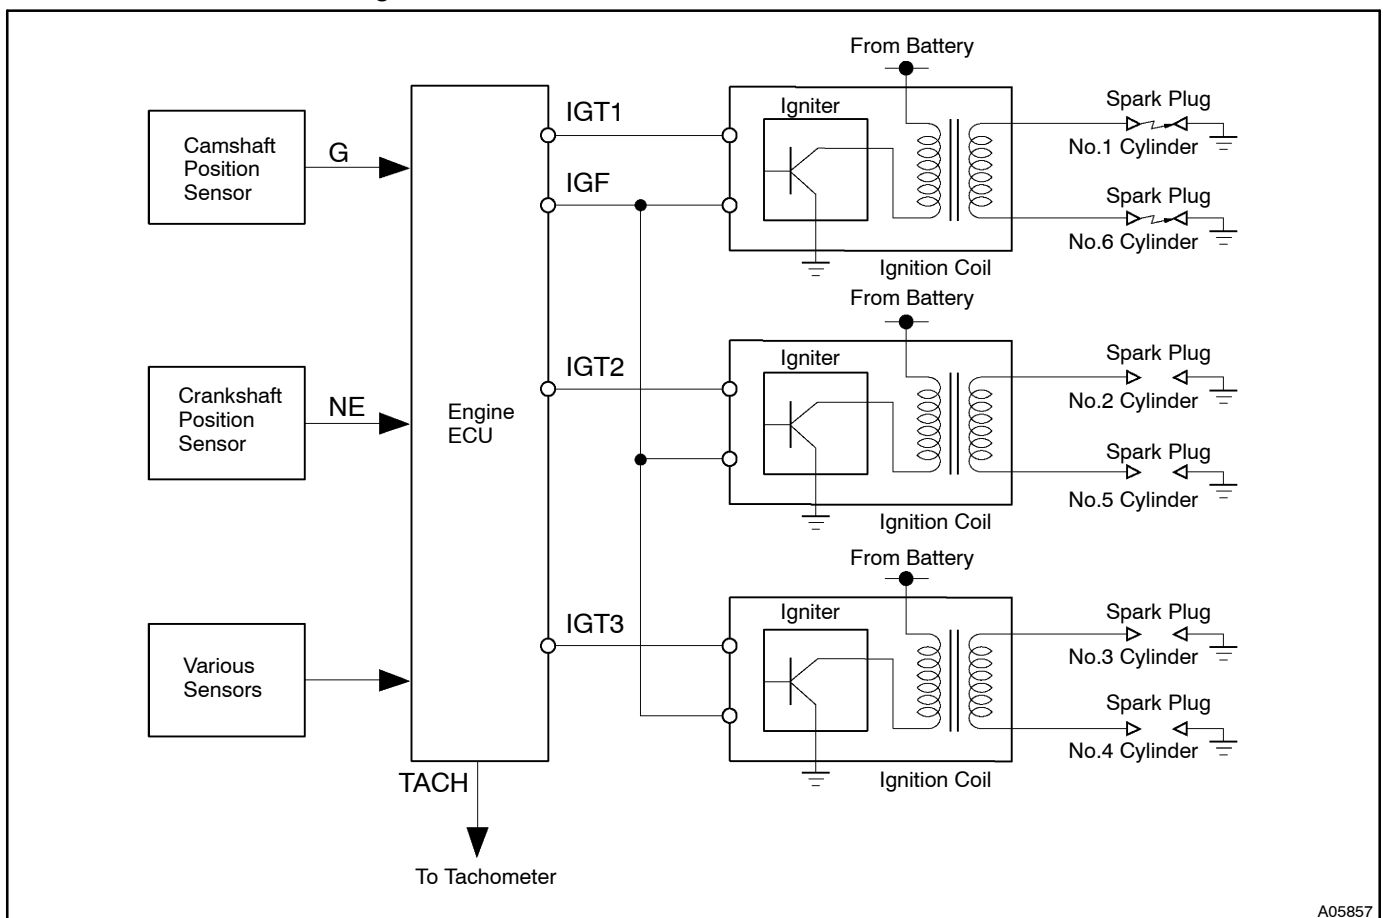 From Battery
Igniter
Spark Plug
No.1 Cylinder
Spark Plug
No.6 Cylinder
Ignition Coil
Camshaft
Position
Sensor
G
IGT1
IGF
From Battery
Igniter
Spark Plug
No.2 Cylinder
Spark Plug
No.5 Cylinder
Ignition Coil
Crankshaft
Position
Sensor
NE
Engine
ECU
IGT2
From Battery
Igniter
Spark Plug
No.3 Cylinder
Spark Plug
No.4 Cylinder
Ignition Coil
Various
Sensors
IGT3
TACH
To Tachometer
A05857